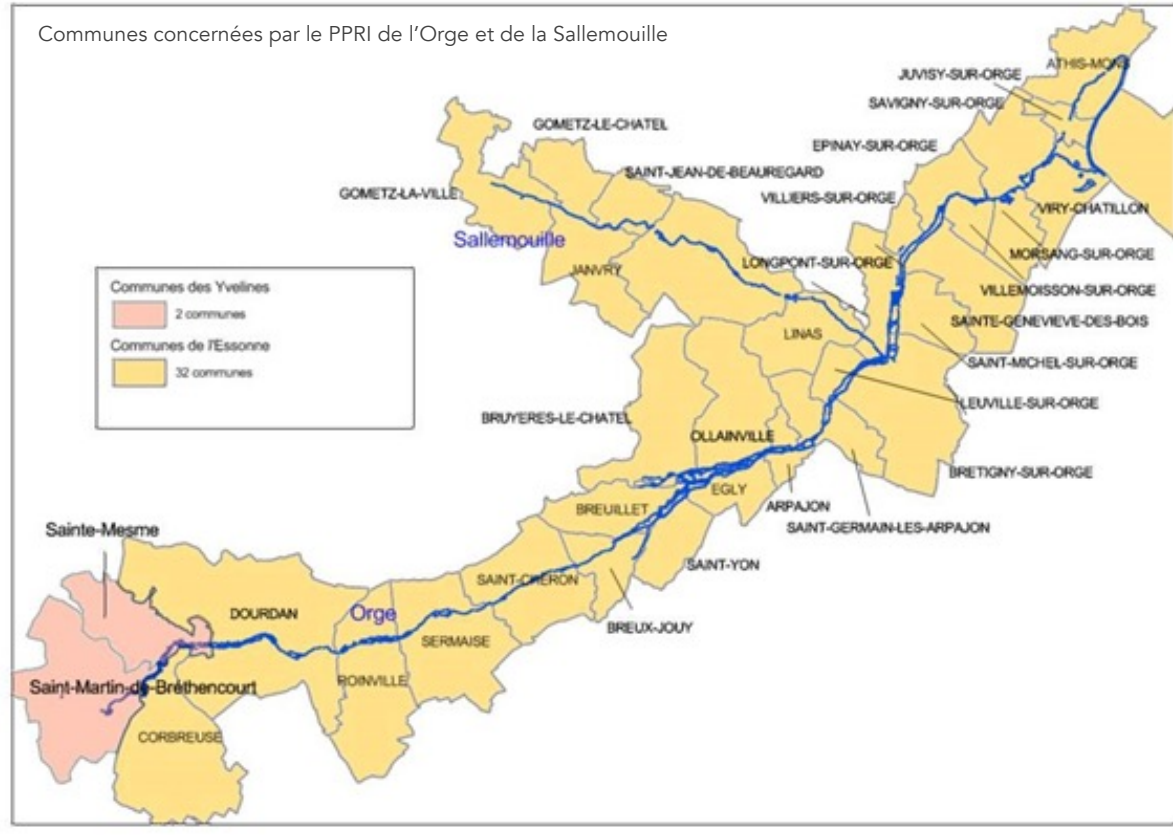 Communes concernées par le PPRI de l'Orge et de la Sallemouille
ATHIS-MONS
JUVISY-SUR-ORGE
SAVIGNY-SUR-ORGE
GOMETZ-LE-CHATEL
EPINAY-SUR-ORGE
SAINT-JEAN-DE-BEAUREGARD
GOMETZ-LA-VILLE
VILLIERS-SUR-ORGE
VIRY-CHATILLON
Sallemouille
MORSANG-SUR-ORGE
LONGPONT-SUR-ORGE
JANVRY
VILLEMOISSON-SUR-ORGE
Communes des Yvelines
2 communes
Communes de l'Essonne
32 communes
SAINTE-GENEVIEVE-DES-BOIS
LINAS
SAINT-MICHEL-SUR-ORGE
LEUVILLE-SUR-ORGE
BRUYERES-LE-CHATEL
OLLAINVILLE
BRETIGNY-SUR-ORGE
EGLY
ARPAJON
BREUILLET
SAINT-GERMAIN-LES-ARPAJON
Sainte-Mesme
SAINT-YON
SAINT-CHERON
DOURDAN
Orge
BREUX-JOUY
SERMAISE
ROINVILLE
Saint-Martin-de-Bréthencourt
CORBREUSE